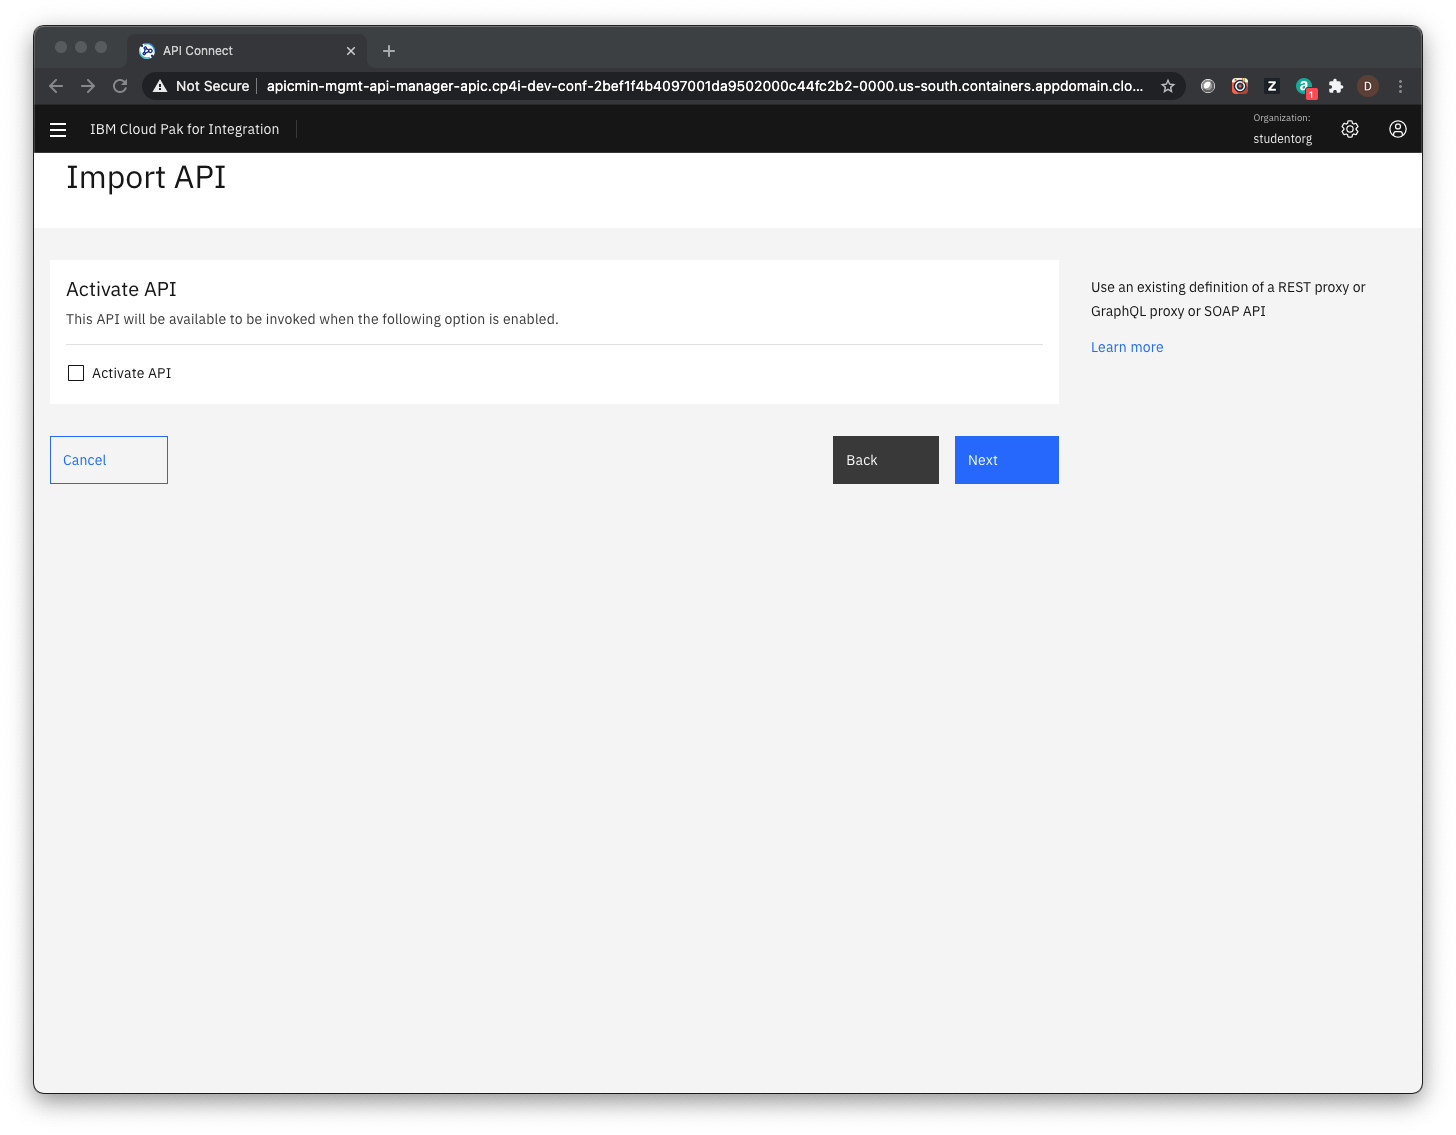 API Connect
Not Secure apicmin-mgmt-api-manager-apic.cp4i-dev-conf-2bef1f4b4097001da9502000c44fc2b2-0000.us-south.containers.appdomain.clo...
Z
a
1
D
IBM Cloud Pak for Integration
Organization:
studentorg
Import API
Activate API
This API will be available to be invoked when the following option is enabled.
Activate API
Use an existing definition of a REST proxy or
GraphQL proxy or SOAP API
Learn more
Cancel
Back
Next